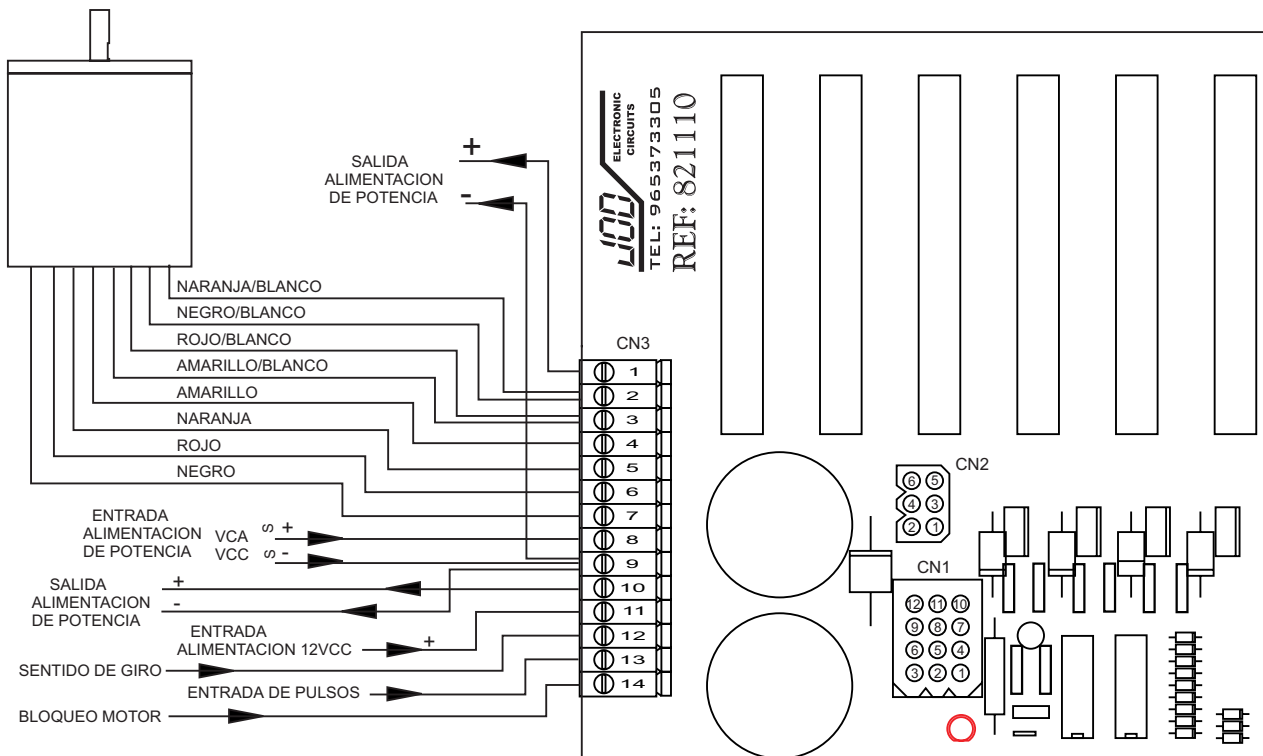 SALIDA
ALIMENTACION
DE POTENCIA
+
-
JOD
ELECTRONIC
CIRCUITS
TEL: 965373305
REF: 821110
NARANJA/BLANCO
NEGRO/BLANCO
ROJO/BLANCO
AMARILLO/BLANCO
AMARILLO
NARANJA
ROJO
NEGRO
ENTRADA
ALIMENTACION
DE POTENCIA
VCA S +
VCC S -
SALIDA
ALIMENTACION
DE POTENCIA
+
-
ENTRADA
ALIMENTACION 12VCC
+
SENTIDO DE GIRO
ENTRADA DE PULSOS
BLOQUEO MOTOR
CN3
1
2
3
4
5
6
7
8
9
10
11
12
13
14
CN2
6 5
4 3
2 1
CN1
12 11 10
9 8 7
6 5 4
3 2 1